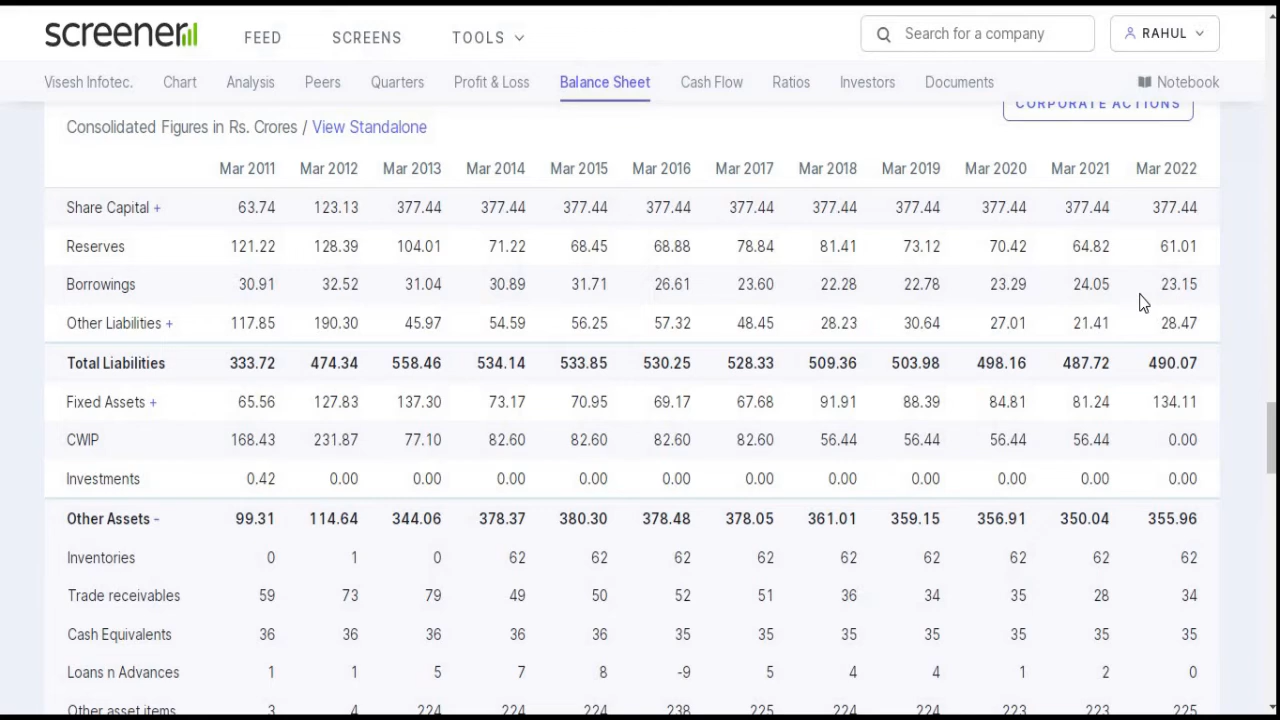 screener FEED SCREENS TOOLS Search for a company RAHUL
Visesh Infotec. Chart Analysis Peers Quarters Profit & Loss Balance Sheet Cash Flow Ratios Investors Documents Notebook
CORPORATE ACTIONS
Consolidated Figures in Rs. Crores / View Standalone
Mar 2011 Mar 2012 Mar 2013 Mar 2014 Mar 2015 Mar 2016 Mar 2017 Mar 2018 Mar 2019 Mar 2020 Mar 2021 Mar 2022
Share Capital + 63.74 123.13 377.44 377.44 377.44 377.44 377.44 377.44 377.44 377.44 377.44 377.44
Reserves 121.22 128.39 104.01 71.22 68.45 68.88 78.84 81.41 73.12 70.42 64.82 61.01
Borrowings 30.91 32.52 31.04 30.89 31.71 26.61 23.60 22.28 22.78 23.29 24.05 23.15
Other Liabilities + 117.85 190.30 45.97 54.59 56.25 57.32 48.45 28.23 30.64 27.01 21.41 28.47
Total Liabilities 333.72 474.34 558.46 534.14 533.85 530.25 528.33 509.36 503.98 498.16 487.72 490.07
Fixed Assets + 65.56 127.83 137.30 73.17 70.95 69.17 67.68 91.91 88.39 84.81 81.24 134.11
CWIP 168.43 231.87 77.10 82.60 82.60 82.60 82.60 56.44 56.44 56.44 56.44 0.00
Investments 0.42 0.00 0.00 0.00 0.00 0.00 0.00 0.00 0.00 0.00 0.00 0.00
Other Assets - 99.31 114.64 344.06 378.37 380.30 378.48 378.05 361.01 359.15 356.91 350.04 355.96
Inventories 0 1 0 62 62 62 62 62 62 62 62 62
Trade receivables 59 73 79 49 50 52 51 36 34 35 28 34
Cash Equivalents 36 36 36 36 36 35 35 35 35 35 35 35
Loans n Advances 1 1 5 7 8 -9 5 4 4 1 2 0
Other asset items 3 4 224 224 224 238 225 224 224 223 223 225